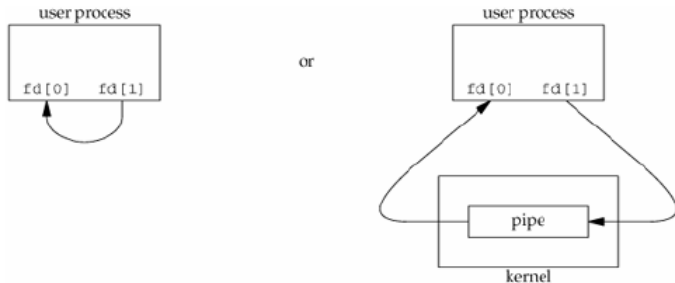 user process
fd[0] fd[1]
or
user process
fd[0] fd[1]
pipe
kernel